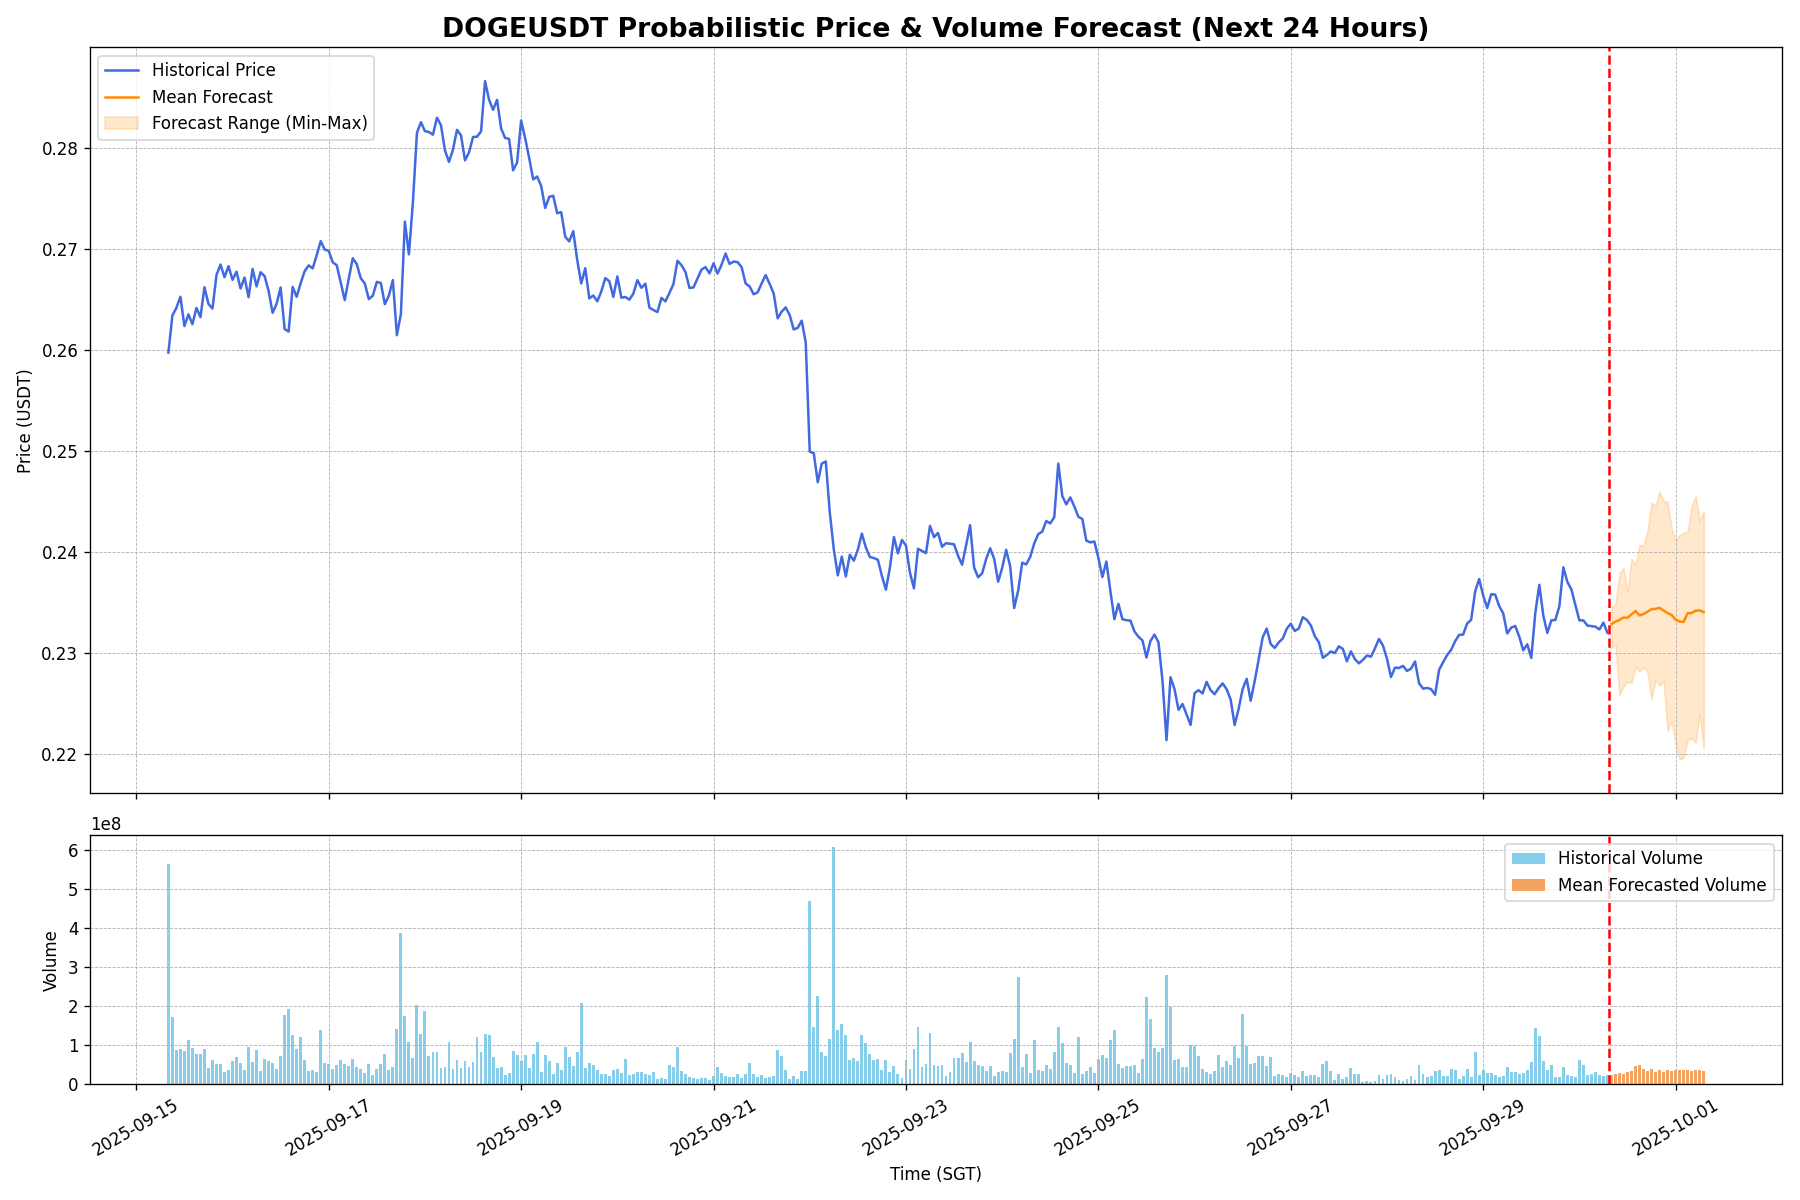 DOGEUSDT Probabilistic Price & Volume Forecast (Next 24 Hours)
Historical Price
Mean Forecast
Forecast Range (Min-Max)
0.28
0.27
0.26
0.25
0.24
0.23
0.22
Price (USDT)
1e8
Historical Volume
Mean Forecasted Volume
6
5
4
3
2
1
0
Volume
2025-09-15
2025-09-17
2025-09-19
2025-09-21
2025-09-23
2025-09-25
2025-09-27
2025-09-29
2025-10-01
Time (SGT)